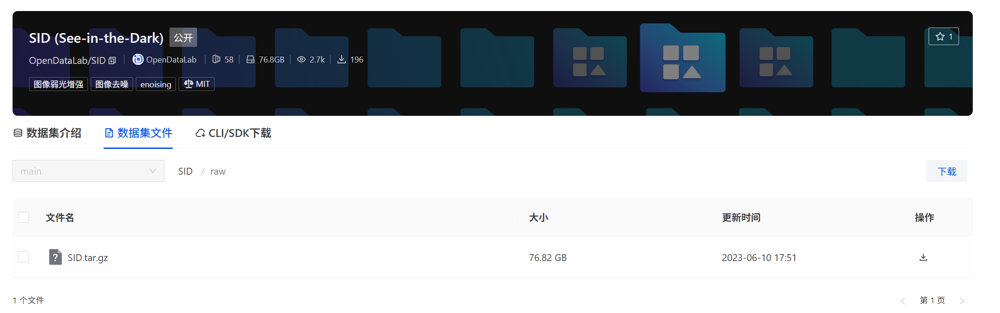 SID (See-in-the-Dark) 公开
1
OpenDataLab/SID OpenDataLab 58 76.8GB 2.7k 196
图像弱光增强 图像去噪 enoising MIT
数据集介绍 数据集文件 CLI/SDK下载
main SID / raw 下载
文件名 大小 更新时间 操作
? SID.tar.gz 76.82 GB 2023-06-10 17:51
1 个文件 < 第 1 页 >